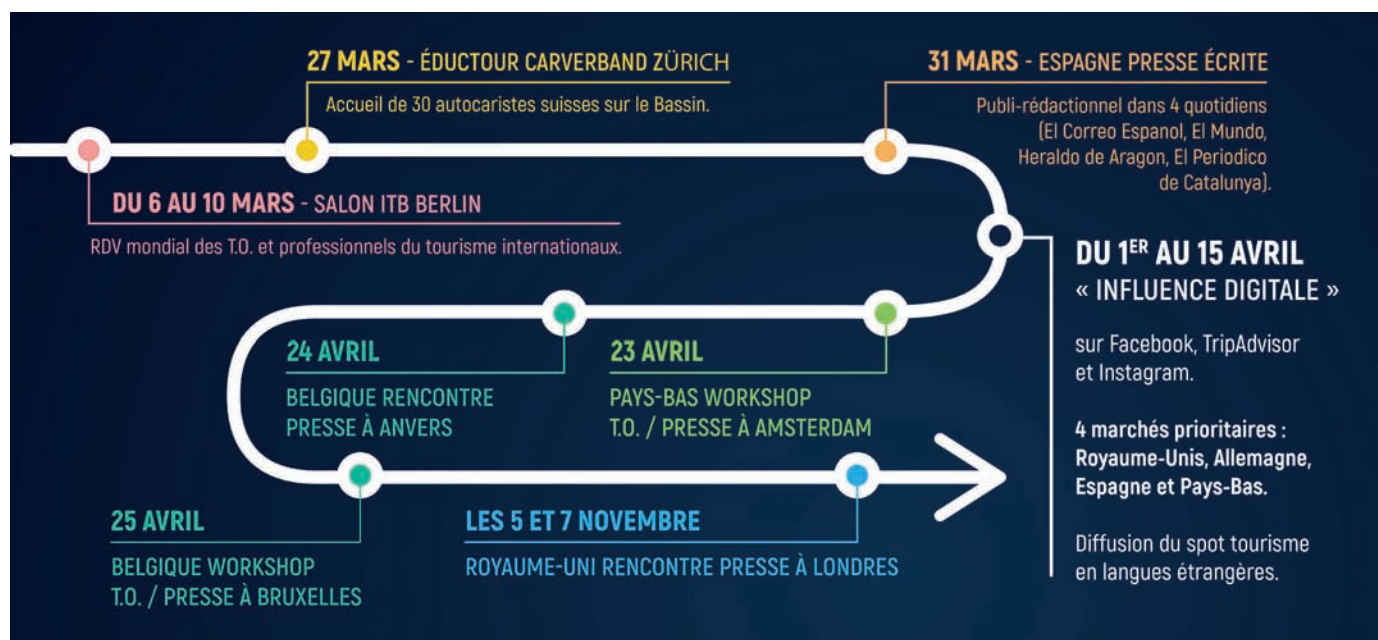 27 MARS - ÉDUCTOUR CARVERBAND ZÜRICH
Accueil de 30 autocaristes suisses sur le Bassin.
31 MARS - ESPAGNE PRESSE ÉCRITE
Publi-rédactionnel dans 4 quotidiens
(El Correo Espanol, El Mundo,
Heraldo de Aragon, El Periodico
de Catalunya).
DU 6 AU 10 MARS - SALON ITB BERLIN
RDV mondial des T.O. et professionnels du tourisme internationaux.
DU 1ER AU 15 AVRIL
« INFLUENCE DIGITALE »
sur Facebook, TripAdvisor
et Instagram.
4 marchés prioritaires :
Royaume-Unis, Allemagne,
Espagne et Pays-Bas.
Diffusion du spot tourisme
en langues étrangères.
23 AVRIL
PAYS-BAS WORKSHOP
T.O. / PRESSE À AMSTERDAM
24 AVRIL
BELGIQUE RENCONTRE
PRESSE À ANVERS
25 AVRIL
BELGIQUE WORKSHOP
T.O. / PRESSE À BRUXELLES
LES 5 ET 7 NOVEMBRE
ROYAUME-UNI RENCONTRE PRESSE À LONDRES